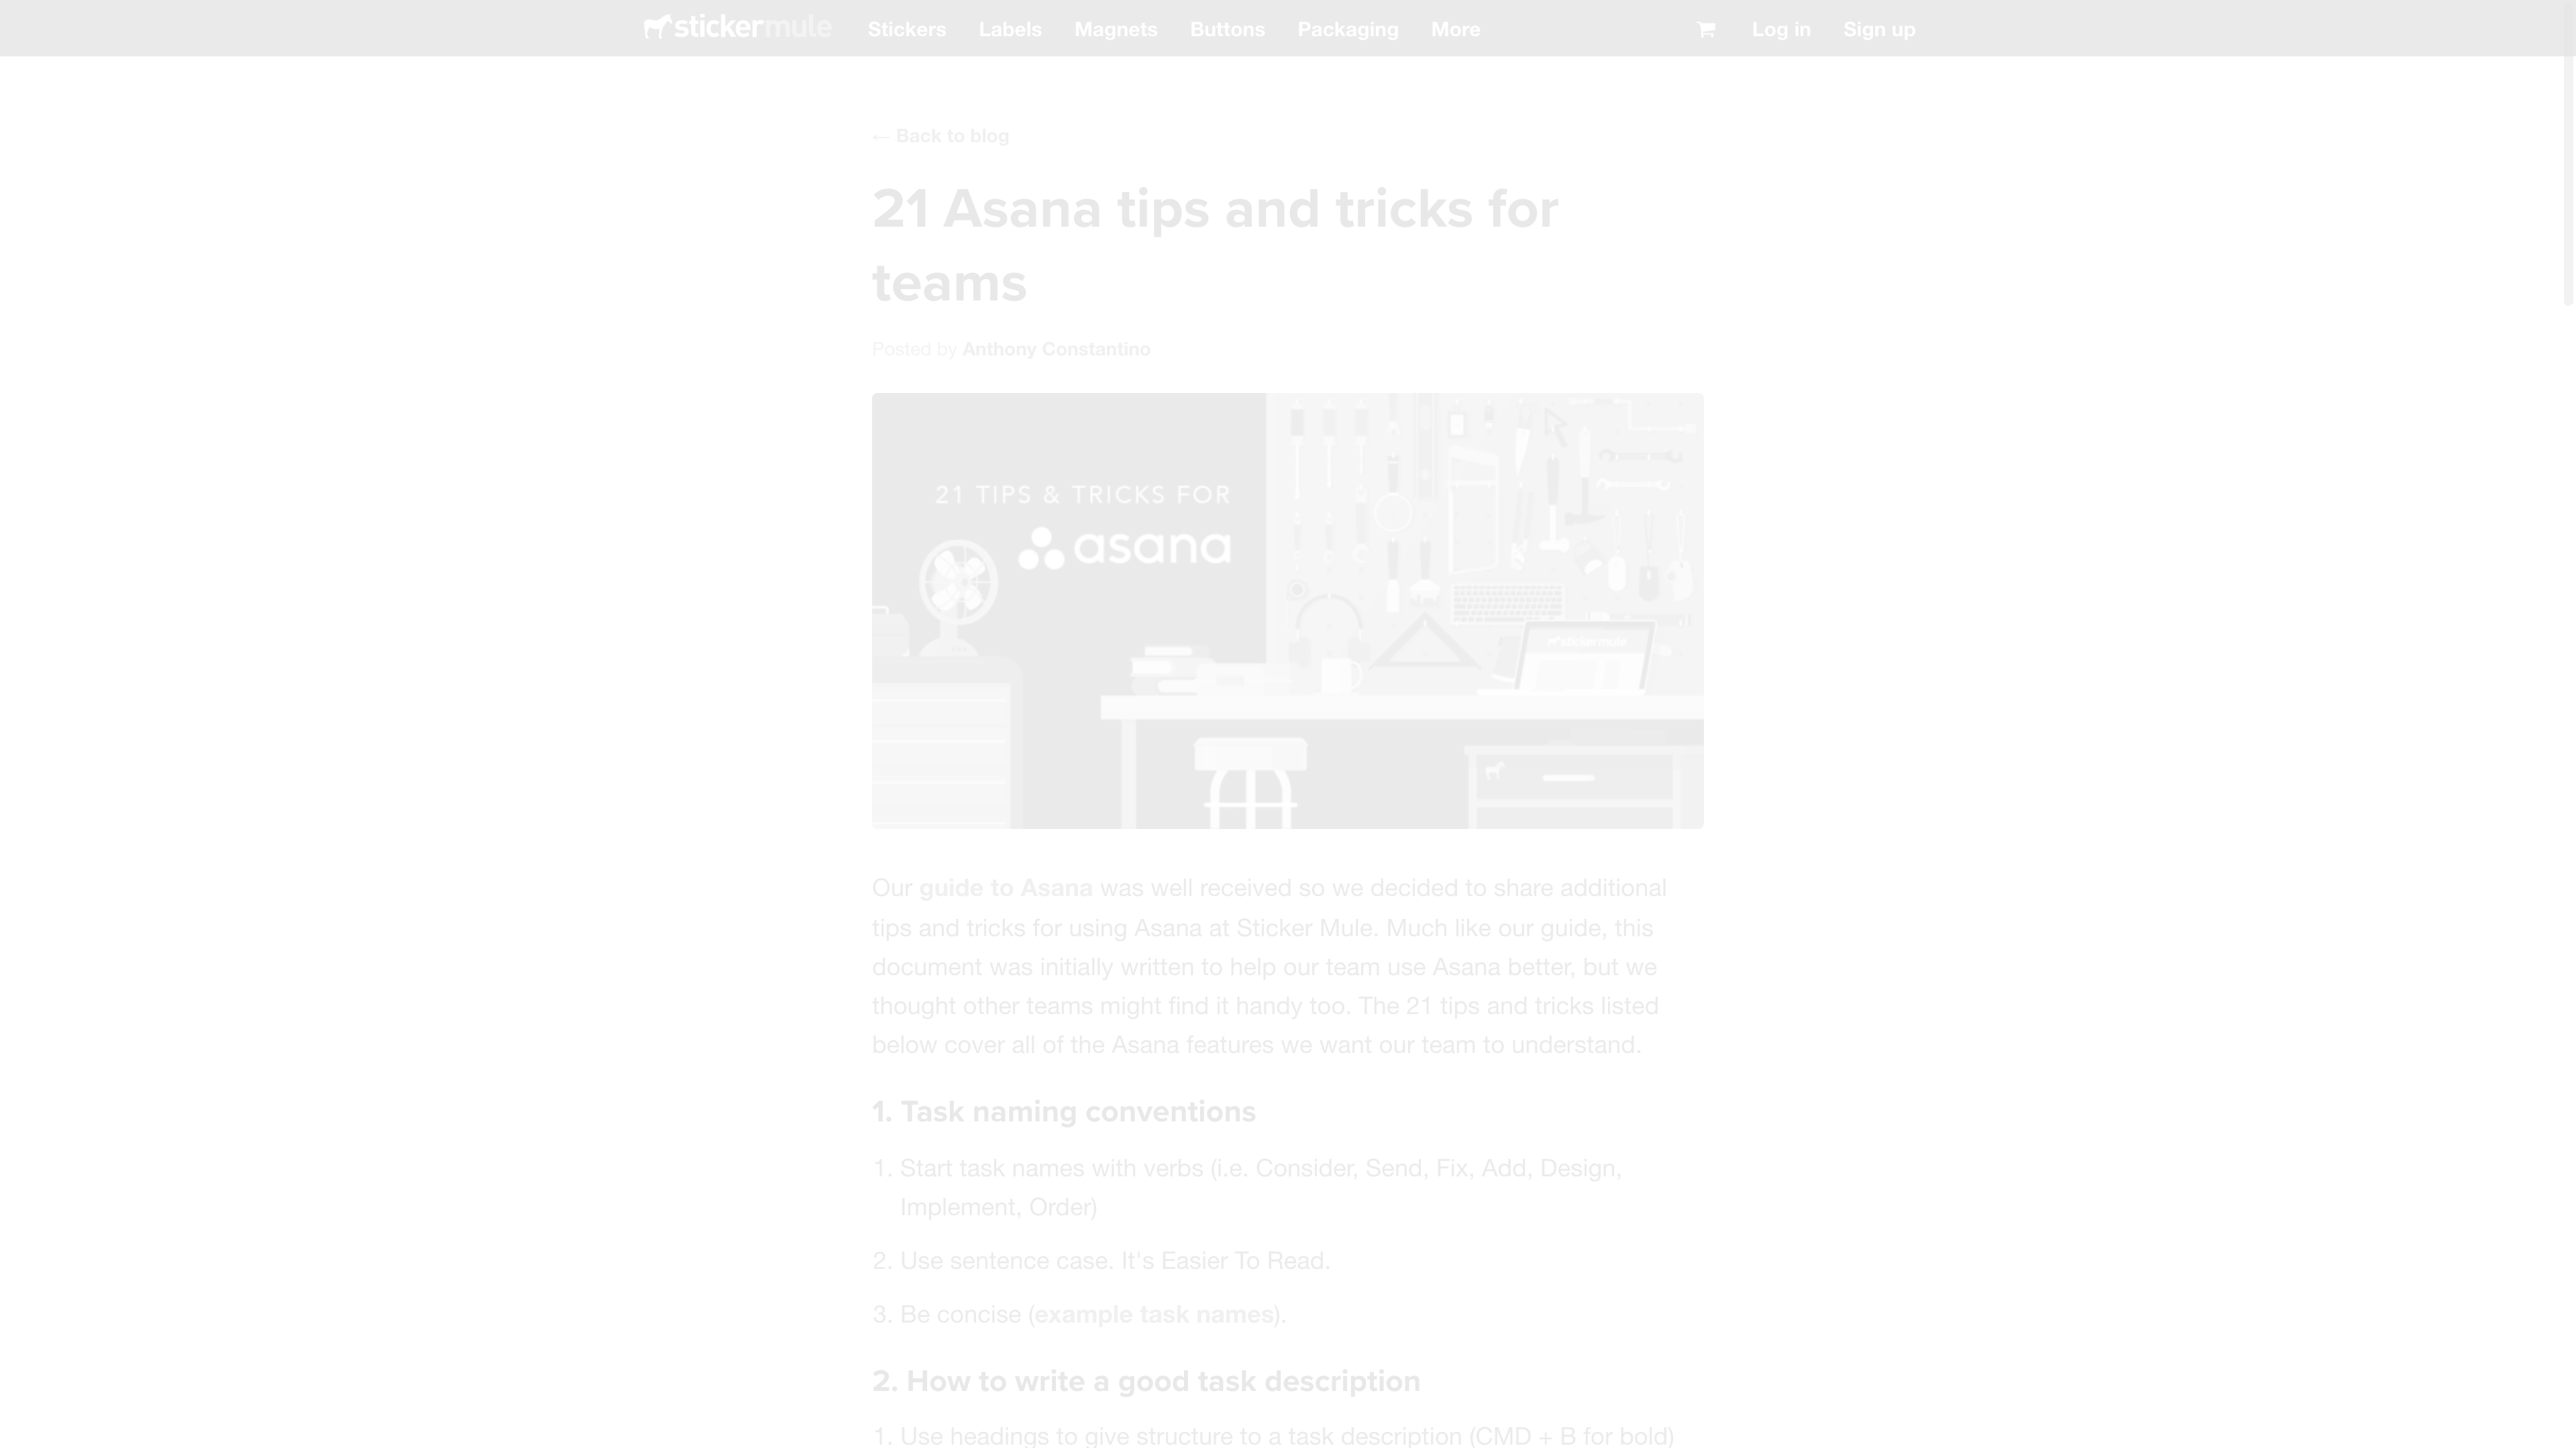 stickermule Stickers Labels Magnets Buttons Packaging More Log in Sign up
← Back to blog
21 Asana tips and tricks for
teams
Posted by Anthony Constantino
21 TIPS & TRICKS FOR
asana
stickermule
Our guide to Asana was well received so we decided to share additional
tips and tricks for using Asana at Sticker Mule. Much like our guide, this
document was initially written to help our team use Asana better, but we
thought other teams might find it handy too. The 21 tips and tricks listed
below cover all of the Asana features we want our team to understand.
1. Task naming conventions
1. Start task names with verbs (i.e. Consider, Send, Fix, Add, Design,
Implement, Order)
2. Use sentence case. It's Easier To Read.
3. Be concise (example task names).
2. How to write a good task description
1. Use headings to give structure to a task description (CMD + B for bold)